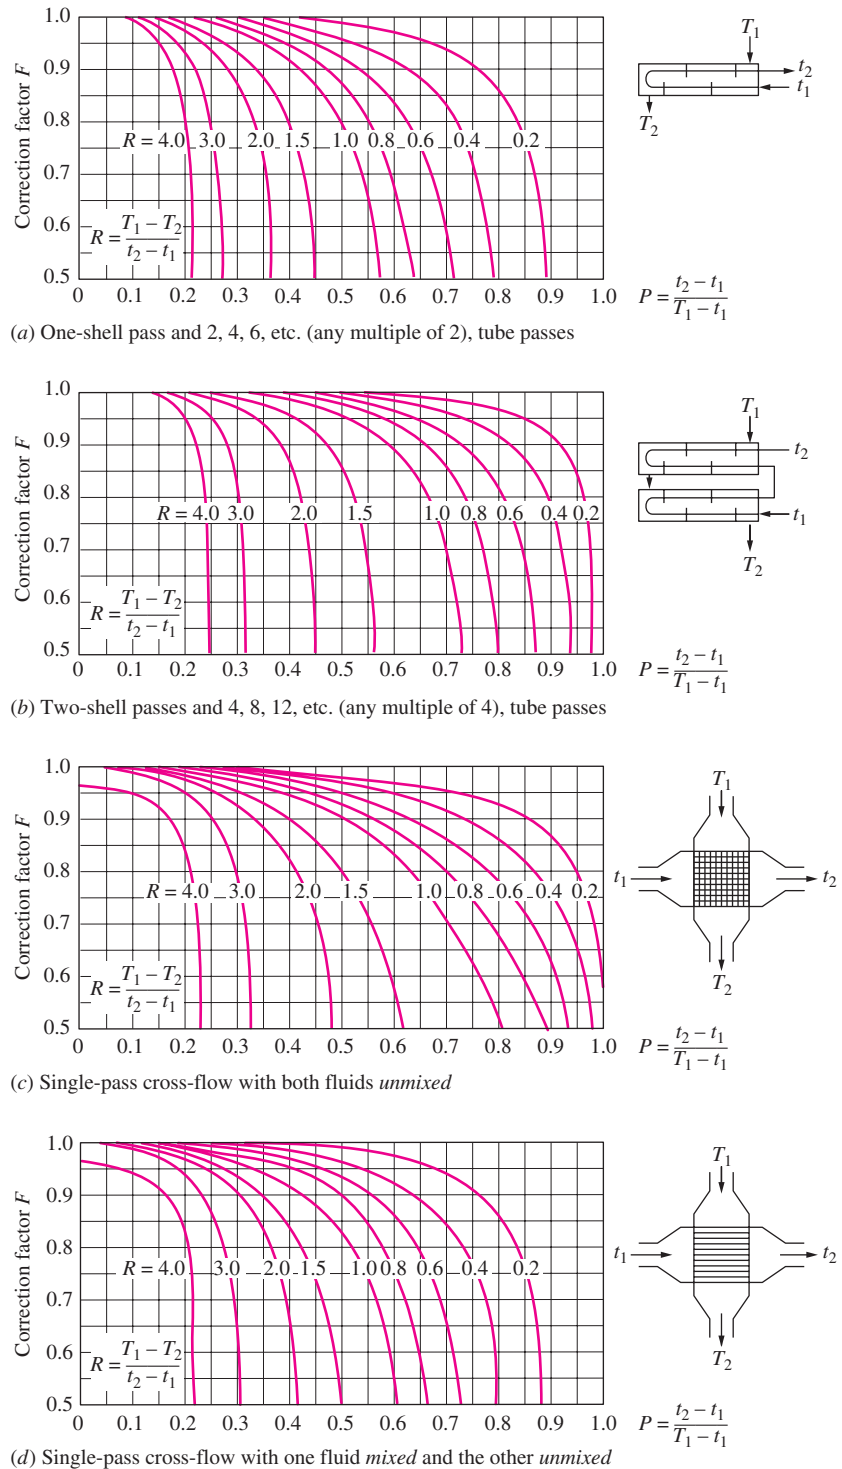 Correction factor F
1.0
0.9
0.8
0.7
0.6
0.5
R = 4.0 3.0 2.0 1.5 1.0 0.8 0.6 0.4 0.2
R = (T₁ − T₂)/(t₂ − t₁)
0 0.1 0.2 0.3 0.4 0.5 0.6 0.7 0.8 0.9 1.0
T₁
t₂
t₁
T₂
P = (t₂ − t₁)/(T₁ − t₁)
(a) One-shell pass and 2, 4, 6, etc. (any multiple of 2), tube passes
Correction factor F
1.0
0.9
0.8
0.7
0.6
0.5
R = 4.0 3.0 2.0 1.5 1.0 0.8 0.6 0.4 0.2
R = (T₁ − T₂)/(t₂ − t₁)
0 0.1 0.2 0.3 0.4 0.5 0.6 0.7 0.8 0.9 1.0
T₁
t₂
t₁
T₂
P = (t₂ − t₁)/(T₁ − t₁)
(b) Two-shell passes and 4, 8, 12, etc. (any multiple of 4), tube passes
Correction factor F
1.0
0.9
0.8
0.7
0.6
0.5
R = 4.0 3.0 2.0 1.5 1.0 0.8 0.6 0.4 0.2
R = (T₁ − T₂)/(t₂ − t₁)
0 0.1 0.2 0.3 0.4 0.5 0.6 0.7 0.8 0.9 1.0
T₁
t₁ t₂
T₂
P = (t₂ − t₁)/(T₁ − t₁)
(c) Single-pass cross-flow with both fluids unmixed
Correction factor F
1.0
0.9
0.8
0.7
0.6
0.5
R = 4.0 3.0 2.0 1.5 1.0 0.8 0.6 0.4 0.2
R = (T₁ − T₂)/(t₂ − t₁)
0 0.1 0.2 0.3 0.4 0.5 0.6 0.7 0.8 0.9 1.0
T₁
t₁ t₂
T₂
P = (t₂ − t₁)/(T₁ − t₁)
(d) Single-pass cross-flow with one fluid mixed and the other unmixed